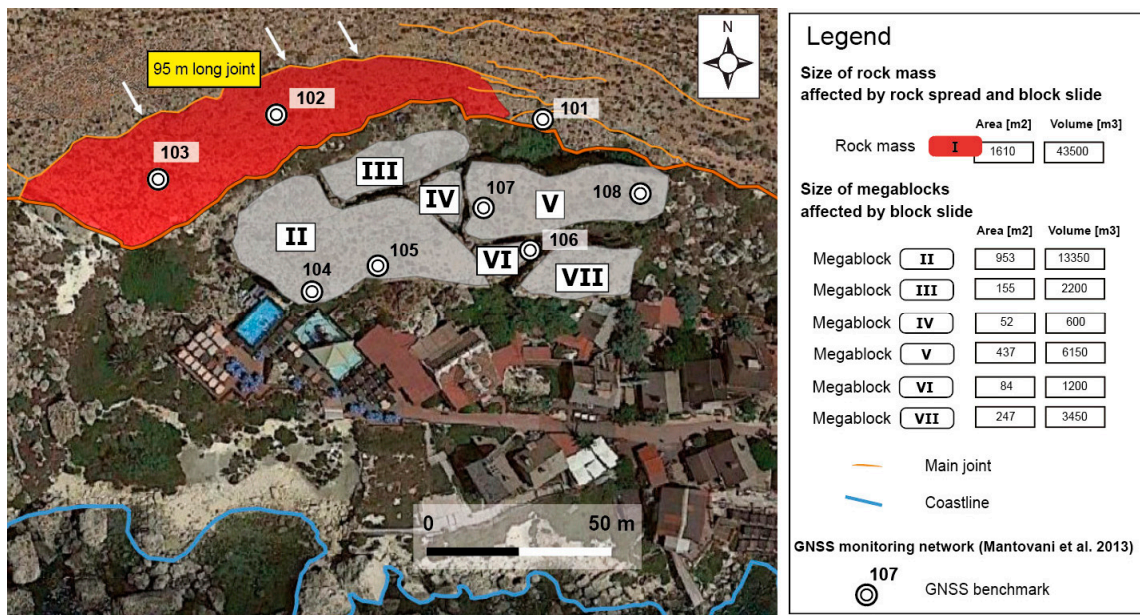 95 m long joint
N
102
101
103
III
107
108
IV
V
II
106
105
VI
VII
104
0 50 m
Legend
Size of rock mass
affected by rock spread and block slide
Area [m2] Volume [m3]
Rock mass I 1610 43500
Size of megablocks
affected by block slide
Area [m2] Volume [m3]
Megablock II 953 13350
Megablock III 155 2200
Megablock IV 52 600
Megablock V 437 6150
Megablock VI 84 1200
Megablock VII 247 3450
Main joint
Coastline
GNSS monitoring network (Mantovani et al. 2013)
107
GNSS benchmark